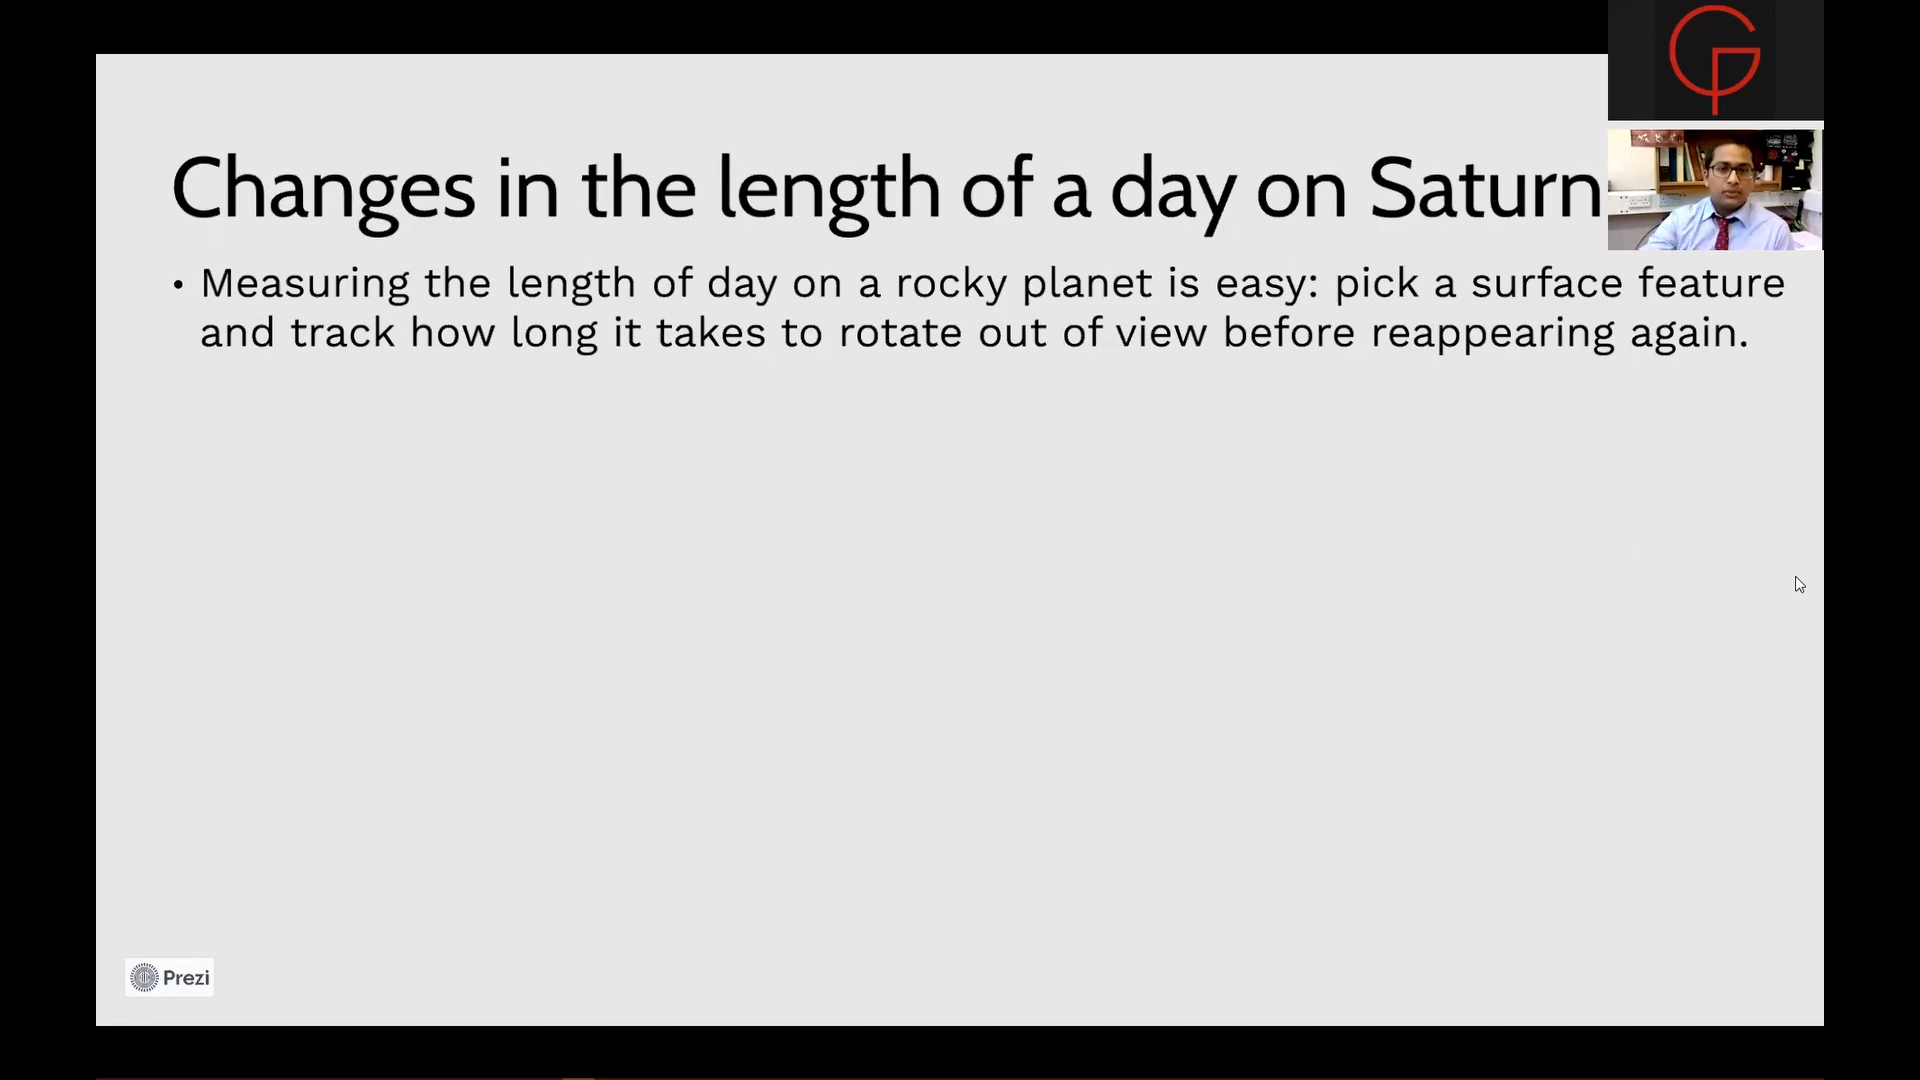 Changes in the length of a day on Saturn
• Measuring the length of day on a rocky planet is easy: pick a surface feature
and track how long it takes to rotate out of view before reappearing again.
Prezi